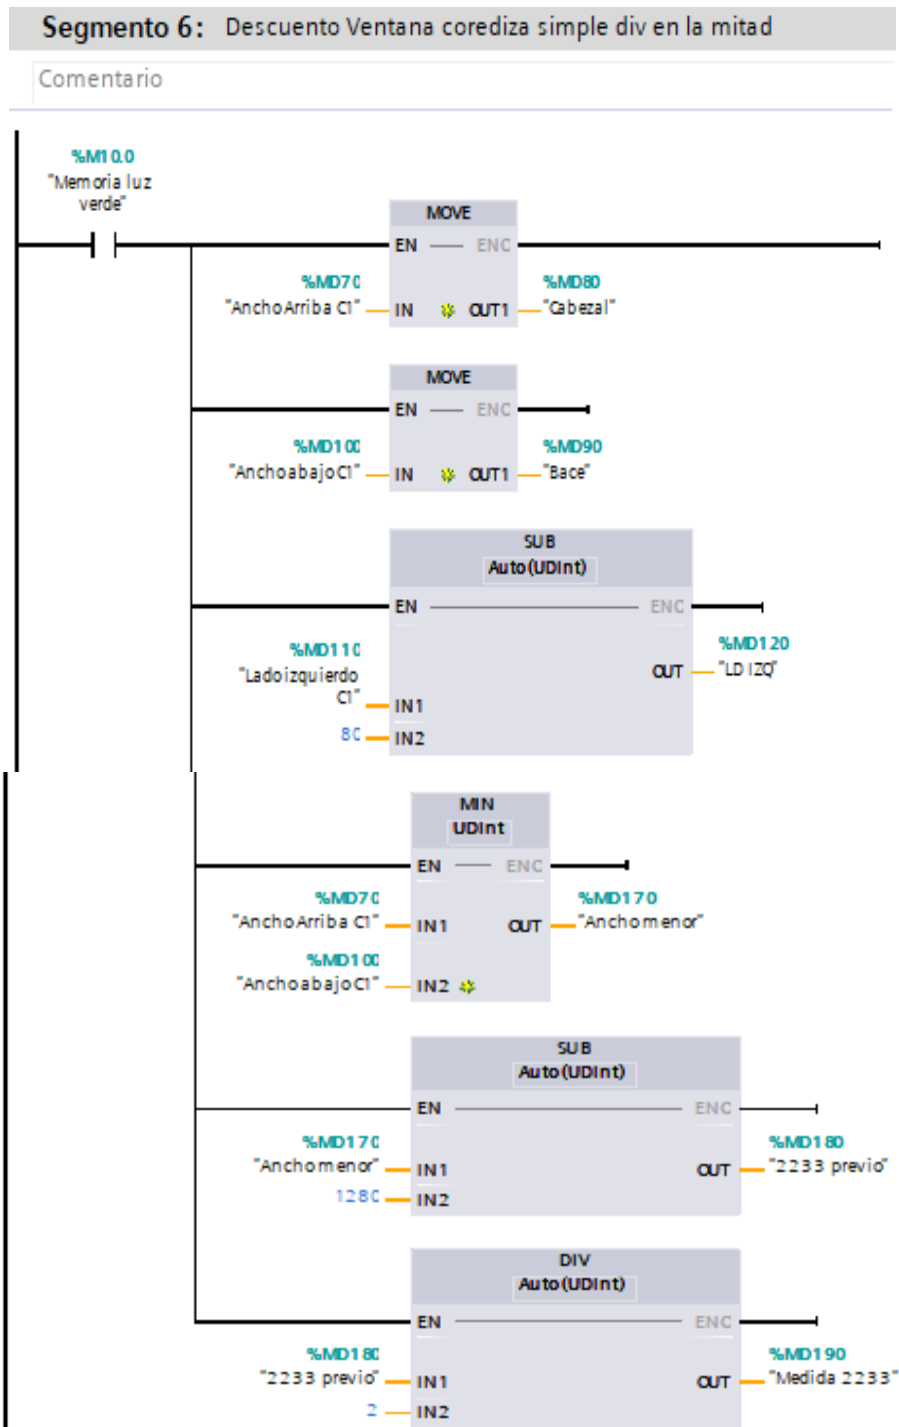 Segmento 6: Descuento Ventana corediza simple div en la mitad
Comentario
%M10.0
"Memoria luz
verde"
MOVE
EN ENO
%MD70 %MD80
"AnchoArriba C1" IN OUT1 "Cabezal"
MOVE
EN ENO
%MD100 %MD90
"AnchoabajoC1" IN OUT1 "Bace"
SUB
Auto(UDInt)
EN ENO
%MD110 %MD120
"Ladoizquierdo OUT "LD IZQ"
C1" IN1
80 IN2
MIN
UDInt
EN ENO
%MD70 %MD170
"AnchoArriba C1" IN1 OUT "Anchomenor"
%MD100
"AnchoabajoC1" IN2
SUB
Auto(UDInt)
EN ENO
%MD170 %MD180
"Anchomenor" IN1 OUT "2233 previo"
1280 IN2
DIV
Auto(UDInt)
EN ENO
%MD180 %MD190
"2233 previo" IN1 OUT "Medida 2233"
2 IN2